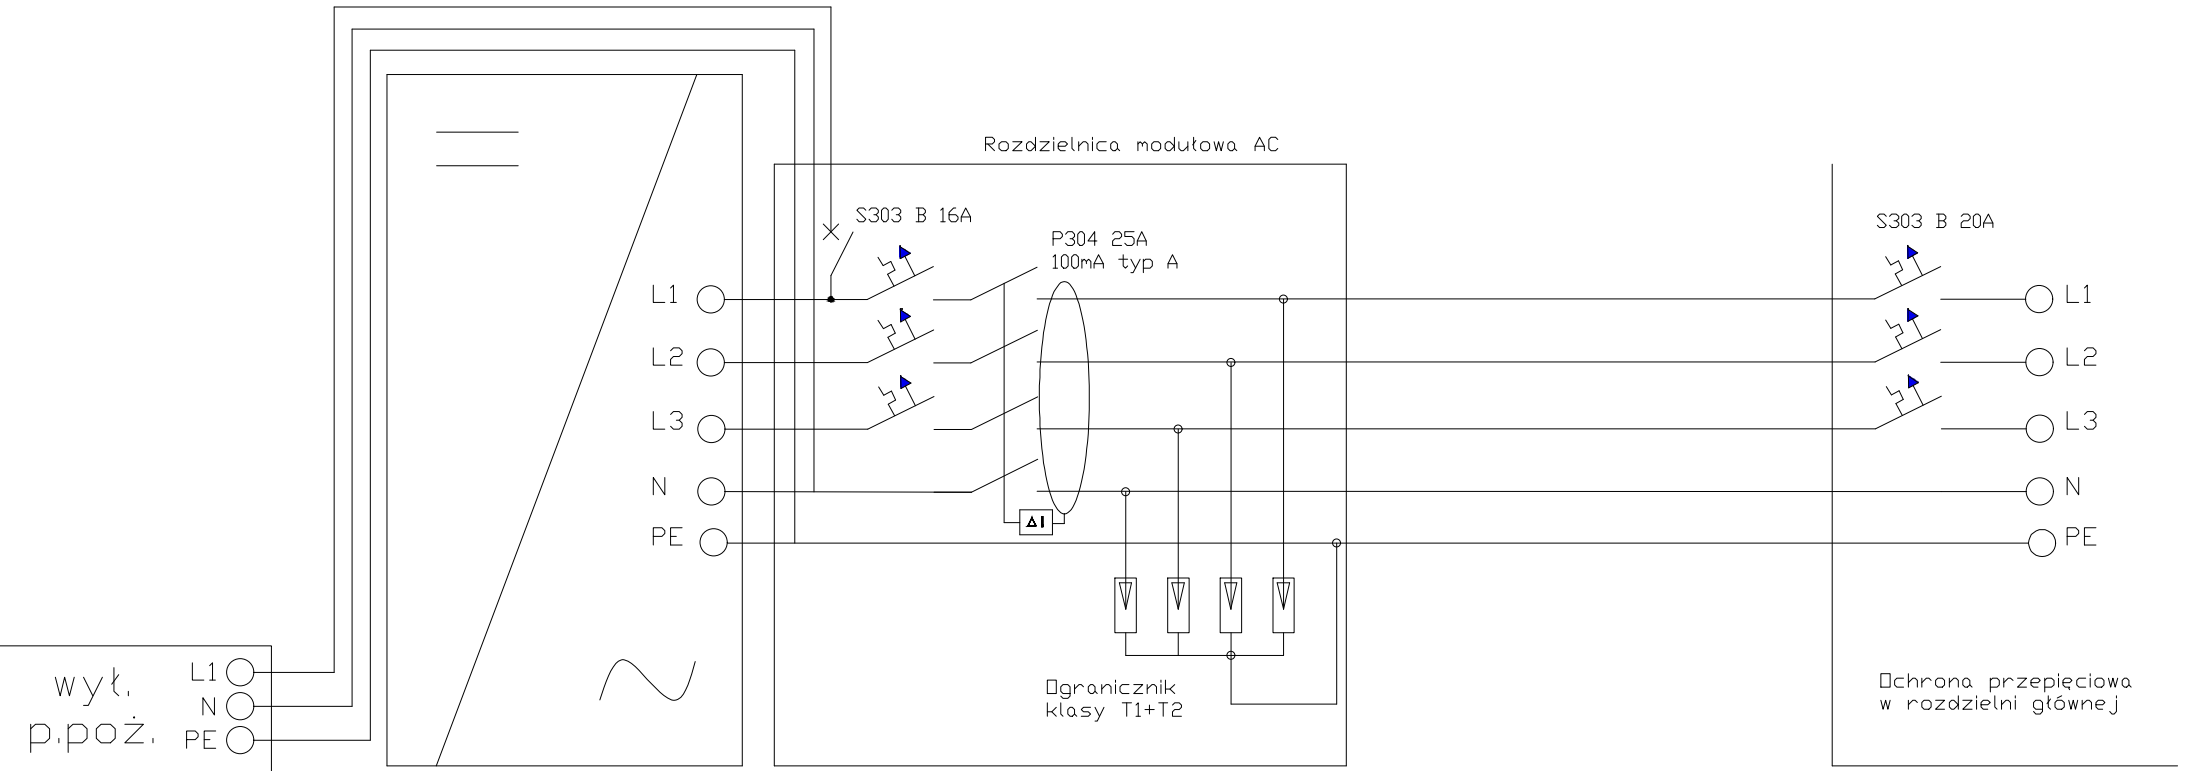 Rozdzielnica modułowa AC
S303 B 16A
P304 25A
100mA typ A
S303 B 20A
L1
L2
L3
N
PE
ΔI
L1
L2
L3
N
PE
wył.
p.poż.
L1
N
PE
Ogranicznik
klasy T1+T2
Ochrona przepięciowa
w rozdzielni głównej